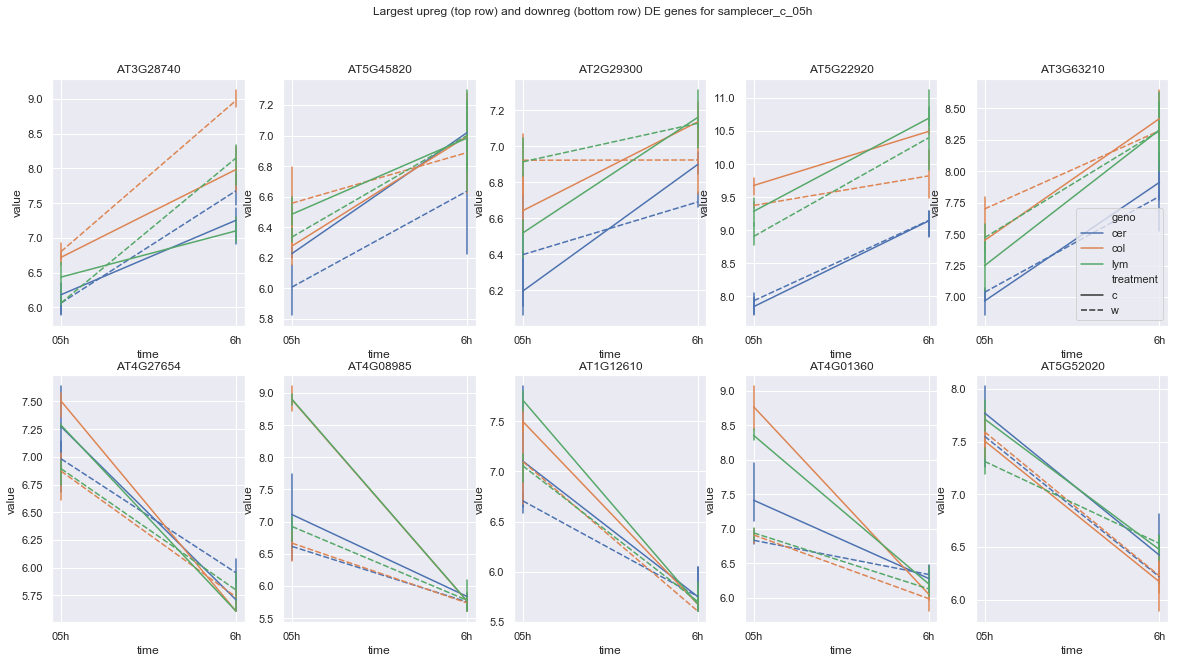 Largest upreg (top row) and downreg (bottom row) DE genes for samplecer_c_05h
AT3G28740
AT5G45820
AT2G29300
AT5G22920
AT3G63210
value
9.0
8.5
8.0
7.5
7.0
6.5
6.0
05h
6h
time
value
7.2
7.0
6.8
6.6
6.4
6.2
6.0
5.8
05h
6h
time
value
7.2
7.0
6.8
6.6
6.4
6.2
05h
6h
time
value
11.0
10.5
10.0
9.5
9.0
8.5
8.0
05h
6h
time
value
8.50
8.25
8.00
7.75
7.50
7.25
7.00
05h
6h
time
geno
cer
col
lym
treatment
c
w
AT4G27654
AT4G08985
AT1G12610
AT4G01360
AT5G52020
value
7.50
7.25
7.00
6.75
6.50
6.25
6.00
5.75
05h
6h
time
value
9.0
8.5
8.0
7.5
7.0
6.5
6.0
5.5
05h
6h
time
value
7.5
7.0
6.5
6.0
5.5
05h
6h
time
value
9.0
8.5
8.0
7.5
7.0
6.5
6.0
05h
6h
time
value
8.0
7.5
7.0
6.5
6.0
05h
6h
time